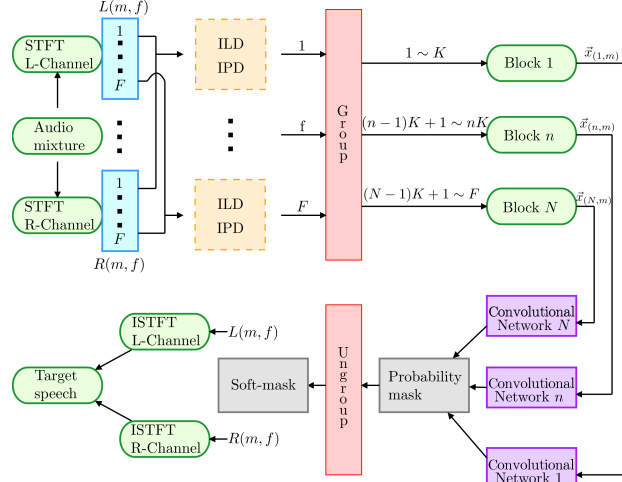 L(m, f)
STFT
L-Channel
1
F
ILD
IPD
1
1 ∼ K
Block 1
x⃗(1,m)
Audio
mixture
f
Group
(n−1)K + 1 ∼ nK
Block n
x⃗(n,m)
STFT
R-Channel
1
F
R(m, f)
ILD
IPD
F
(N−1)K + 1 ∼ F
Block N
x⃗(N,m)
ISTFT
L-Channel
L(m, f)
Convolutional
Network N
Target
speech
Soft-mask
Ungroup
Probability
mask
Convolutional
Network n
ISTFT
R-Channel
R(m, f)
Convolutional
Network 1